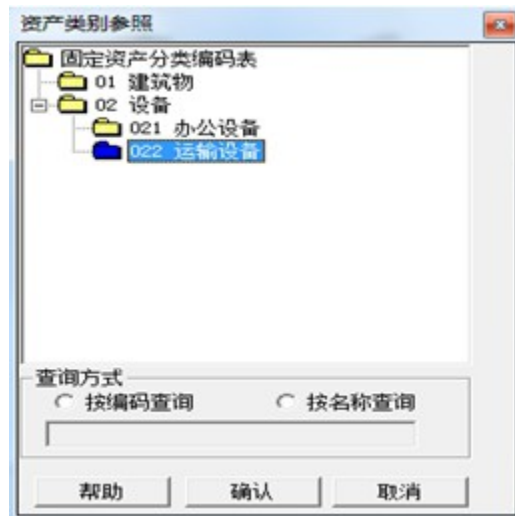 资产类别参照
固定资产分类编码表
01 建筑物
02 设备
021 办公设备
022 运输设备
查询方式
按编码查询 按名称查询
帮助 确认 取消